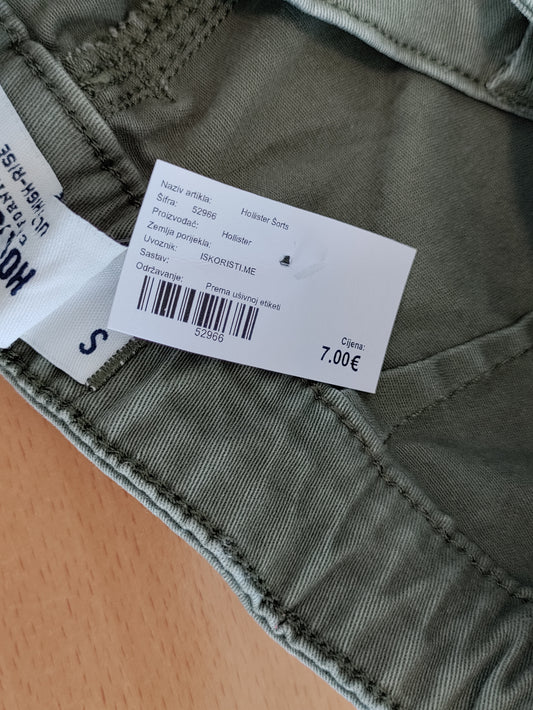 Naziv artikla: Hollister Šorts
Šifra: 52966
Proizvođač: Hollister
Zemlja porijekla:
Uvoznik: ISKORISTI.ME
Sastav:
Održavanje: Prema ušivnoj etiketi
52966
Cijena:
7.00€
S
HIGH-RISE